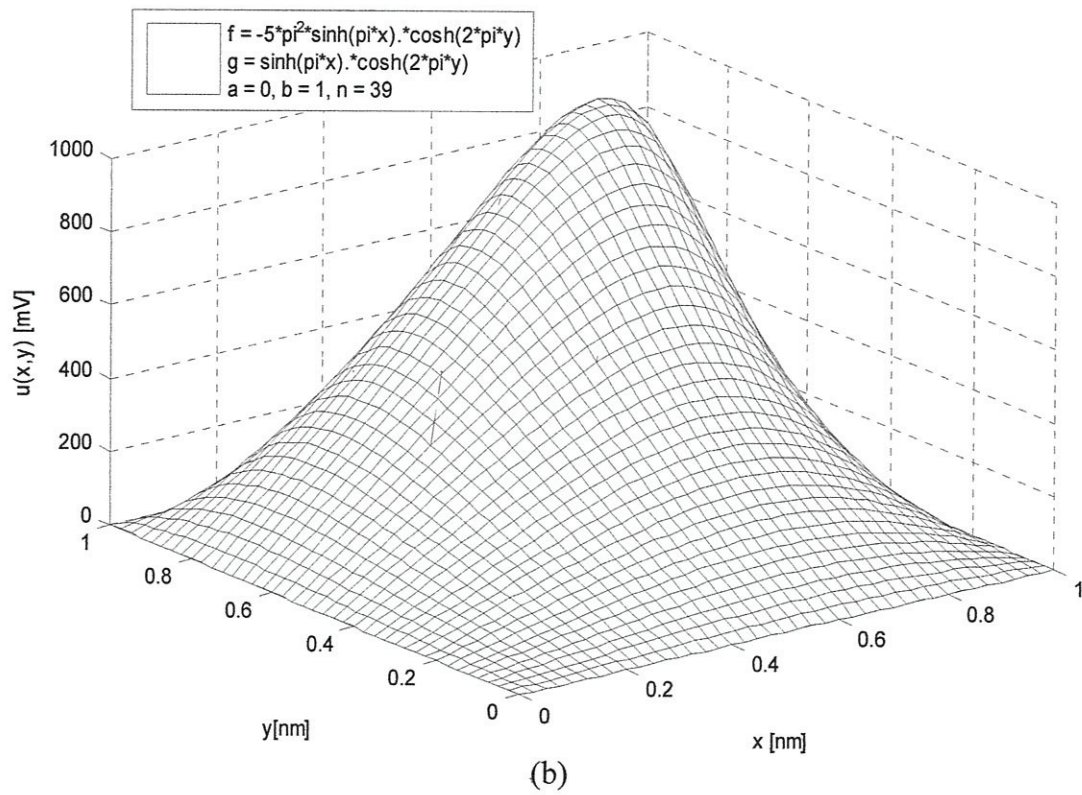 f = -5*pi²*sinh(pi*x).*cosh(2*pi*y)
g = sinh(pi*x).*cosh(2*pi*y)
a = 0, b = 1, n = 39
1000
800
600
400
200
0
u(x,y) [mV]
1
0.8
0.6
0.4
0.2
0
y[nm]
0
0.2
0.4
0.6
0.8
1
x [nm]
(b)